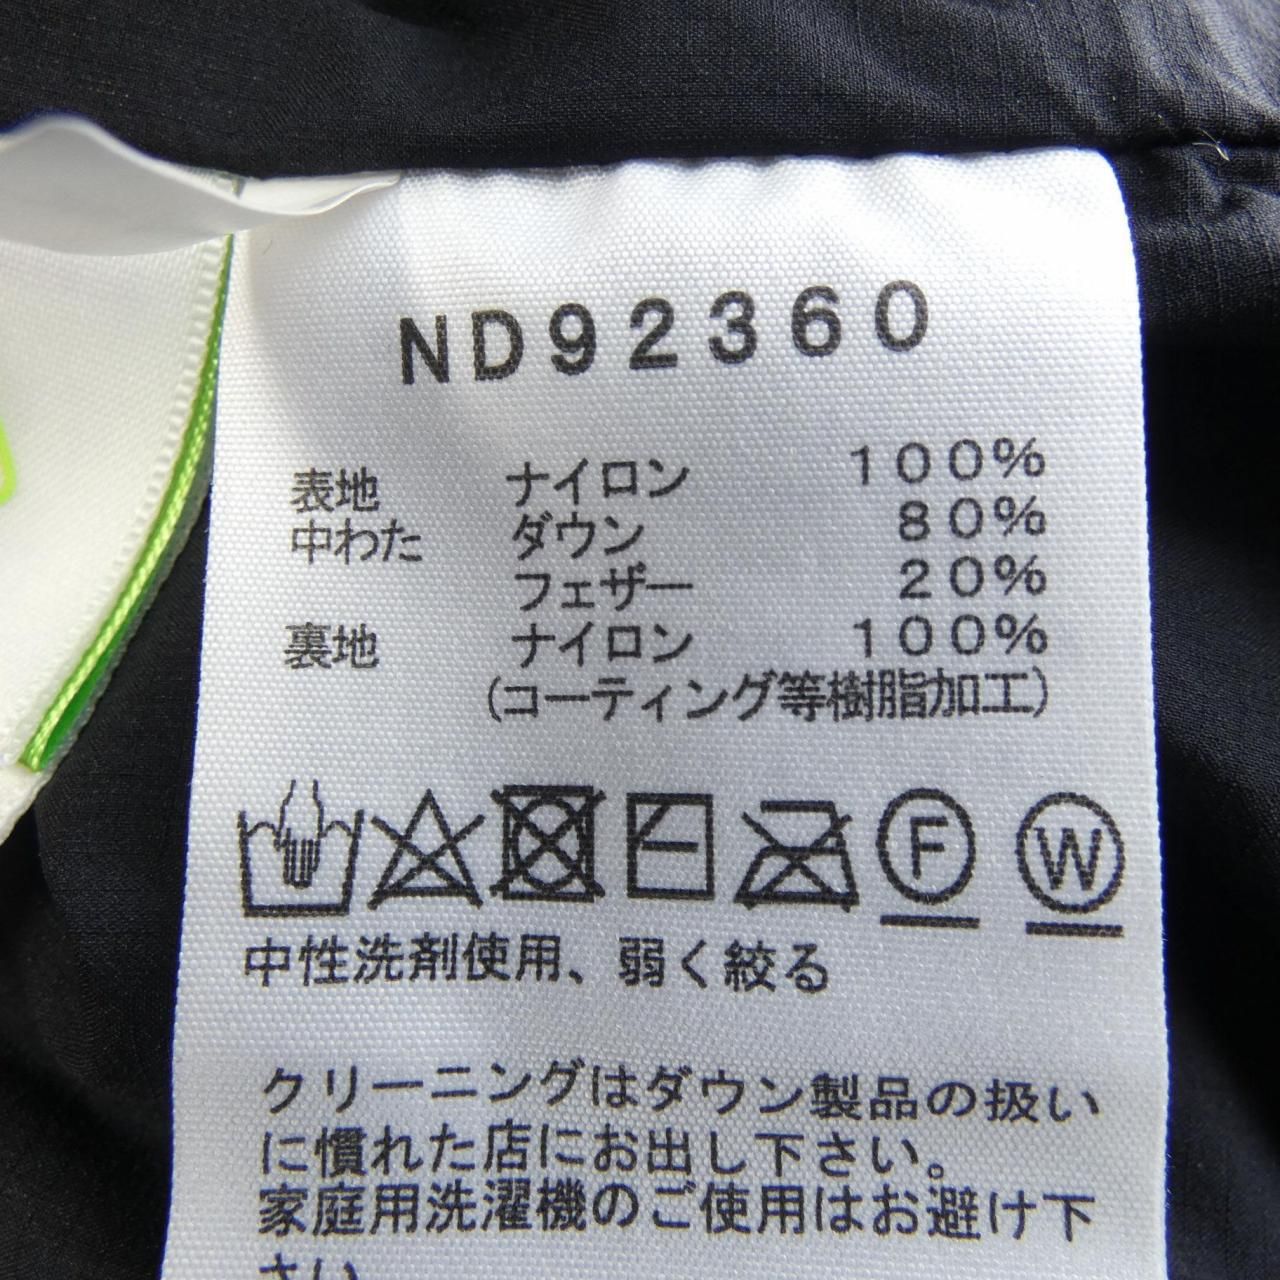 ND92360
表地 ナイロン 100%
中わた ダウン 80%
フェザー 20%
裏地 ナイロン 100%
(コーティング等樹脂加工)
F W
中性洗剤使用、弱く絞る
クリーニングはダウン製品の扱い
に慣れた店にお出し下さい。
家庭用洗濯機のご使用はお避け下
さい